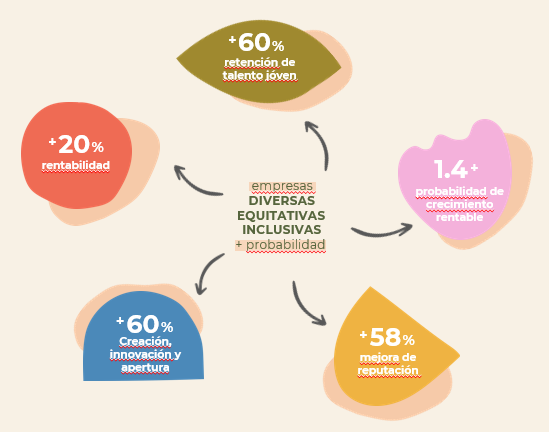 +60%
retención de
talento jóven
+20%
rentabilidad
1.4+
probabilidad de
crecimiento
rentable
empresas
DIVERSAS
EQUITATIVAS
INCLUSIVAS
+ probabilidad
+60%
Creación,
innovación y
apertura
+58%
mejora de
reputación